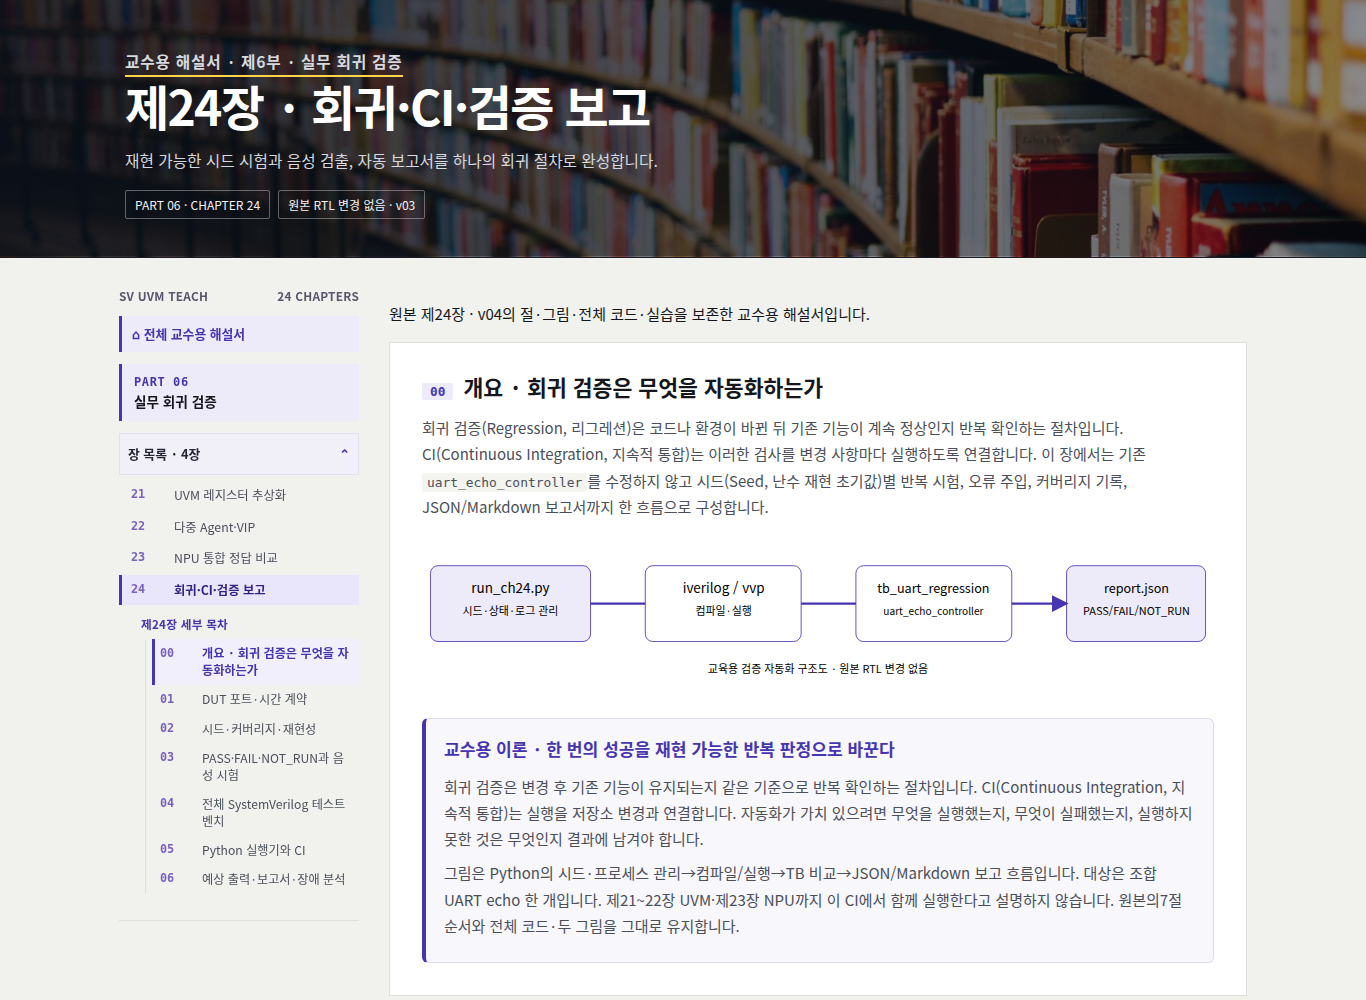 교수용 해설서 · 제6부 · 실무 회귀 검증
제24장 · 회귀·CI·검증 보고
재현 가능한 시드 시험과 음성 검출, 자동 보고서를 하나의 회귀 절차로 완성합니다.
PART 06 · CHAPTER 24
원본 RTL 변경 없음 · v03
SV UVM TEACH
24 CHAPTERS
⌂ 전체 교수용 해설서
PART 06
실무 회귀 검증
장 목록 · 4장
21 UVM 레지스터 추상화
22 다중 Agent·VIP
23 NPU 통합 정답 비교
24 회귀·CI·검증 보고
제24장 세부 목차
00 개요 · 회귀 검증은 무엇을 자
동화하는가
01 DUT 포트·시간 계약
02 시드·커버리지·재현성
03 PASS·FAIL·NOT_RUN과 음
성 시험
04 전체 SystemVerilog 테스트
벤치
05 Python 실행기와 CI
06 예상 출력·보고서·장애 분석
원본 제24장 · v04의 절·그림·전체 코드·실습을 보존한 교수용 해설서입니다.
00 개요 · 회귀 검증은 무엇을 자동화하는가
회귀 검증(Regression, 리그레션)은 코드나 환경이 바뀐 뒤 기존 기능이 계속 정상인지 반복 확인하는 절차입니다.
CI(Continuous Integration, 지속적 통합)는 이러한 검사를 변경 사항마다 실행하도록 연결합니다. 이 장에서는 기존
uart_echo_controller 를 수정하지 않고 시드(Seed, 난수 재현 초기값)별 반복 시험, 오류 주입, 커버리지 기록,
JSON/Markdown 보고서까지 한 흐름으로 구성합니다.
run_ch24.py
시드·상태·로그 관리
iverilog / vvp
컴파일·실행
tb_uart_regression
uart_echo_controller
report.json
PASS/FAIL/NOT_RUN
교육용 검증 자동화 구조도 · 원본 RTL 변경 없음
교수용 이론 · 한 번의 성공을 재현 가능한 반복 판정으로 바꾼다
회귀 검증은 변경 후 기존 기능이 유지되는지 같은 기준으로 반복 확인하는 절차입니다. CI(Continuous Integration, 지
속적 통합)는 실행을 저장소 변경과 연결합니다. 자동화가 가치 있으려면 무엇을 실행했는지, 무엇이 실패했는지, 실행하지
못한 것은 무엇인지 결과에 남겨야 합니다.
그림은 Python의 시드·프로세스 관리→컴파일/실행→TB 비교→JSON/Markdown 보고 흐름입니다. 대상은 조합
UART echo 한 개입니다. 제21~22장 UVM·제23장 NPU까지 이 CI에서 함께 실행한다고 설명하지 않습니다. 원본의7절
순서와 전체 코드·두 그림을 그대로 유지합니다.